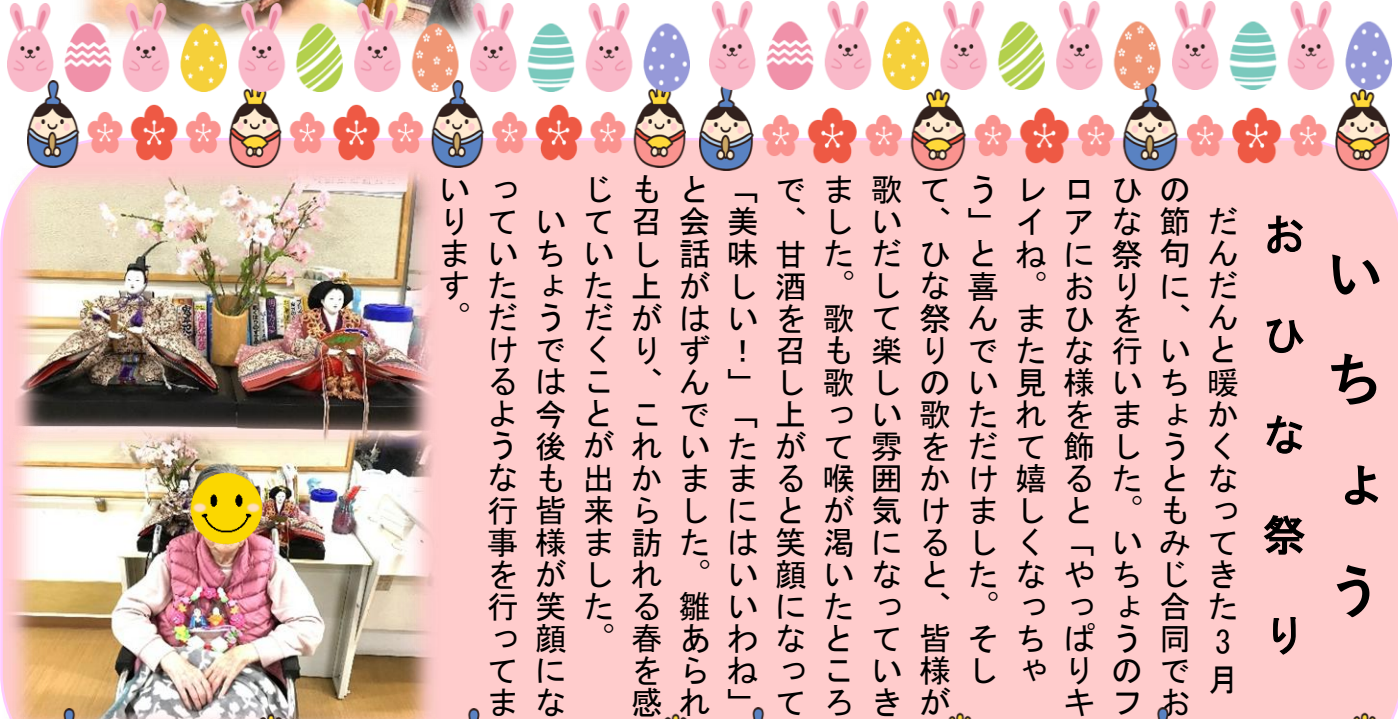 いちょう
おひな祭り
だんだんと暖かくなってきた3月
の節句に、いちょうともみじ合同でお
ひな祭りを行いました。いちょうのフ
ロアにおひな様を飾ると「やっぱりキ
レイね。また見れて嬉しくなっちゃ
う」と喜んでいただけました。そし
て、ひな祭りの歌をかけると、皆様が
歌いだして楽しい雰囲気になっていき
ました。歌も歌って喉が渇いたところ
で、甘酒を召し上がると笑顔になって
「美味しい！」「たまにはいいわね」
と会話がはずんでいました。雛あられ
も召し上がり、これから訪れる春を感
じていただくことが出来ました。
いちょうでは今後も皆様が笑顔にな
っていただけるような行事を行ってま
いります。